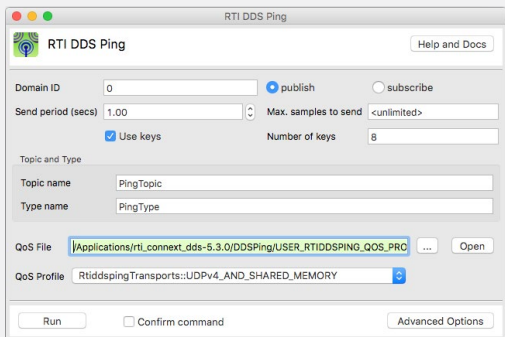 RTI DDS Ping
RTI DDS Ping
Help and Docs
Domain ID 0 publish subscribe
Send period (secs) 1.00 Max. samples to send <unlimited>
Use keys Number of keys 8
Topic and Type
Topic name PingTopic
Type name PingType
QoS File /Applications/rti_connext_dds-5.3.0/DDSPing/USER_RTIDDSPING_QOS_PRO ... Open
QoS Profile RtiddspingTransports::UDPv4_AND_SHARED_MEMORY
Run Confirm command Advanced Options